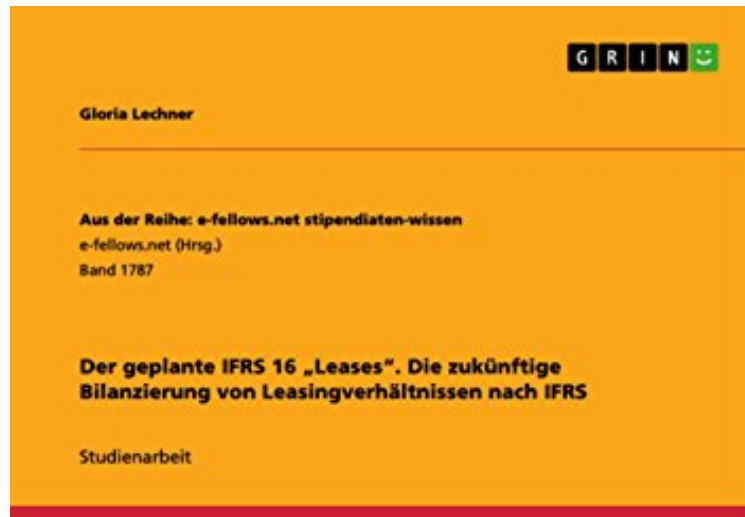 GRIN
Gloria Lechner
Aus der Reihe: e-fellows.net stipendiaten-wissen
e-fellows.net (Hrsg.)
Band 1787
Der geplante IFRS 16 „Leases“. Die zukünftige
Bilanzierung von Leasingverhältnissen nach IFRS
Studienarbeit